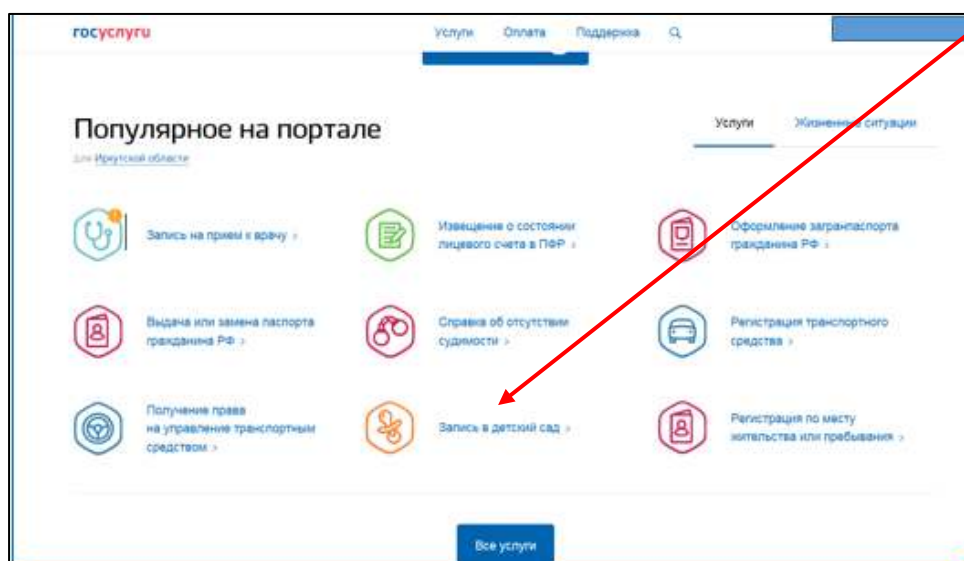 госуслуги
Услуги Оплата Поддержка
Популярное на портале
Услуги Жизненные ситуации
для Иркутской области
Запись на прием к врачу ›
Извещение о состоянии
лицевого счета в ПФР ›
Оформление загранпаспорта
гражданина РФ ›
Выдача или замена паспорта
гражданина РФ ›
Справка об отсутствии
судимости ›
Регистрация транспортного
средства ›
Получение права
на управление транспортным
средством ›
Запись в детский сад ›
Регистрация по месту
жительства или пребывания ›
Все услуги